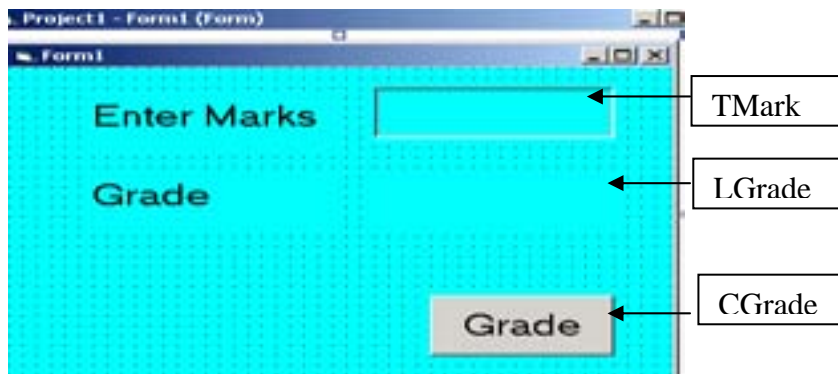 Project1 - Form1 (Form)
Form1
Enter Marks
TMark
Grade
LGrade
Grade
CGrade